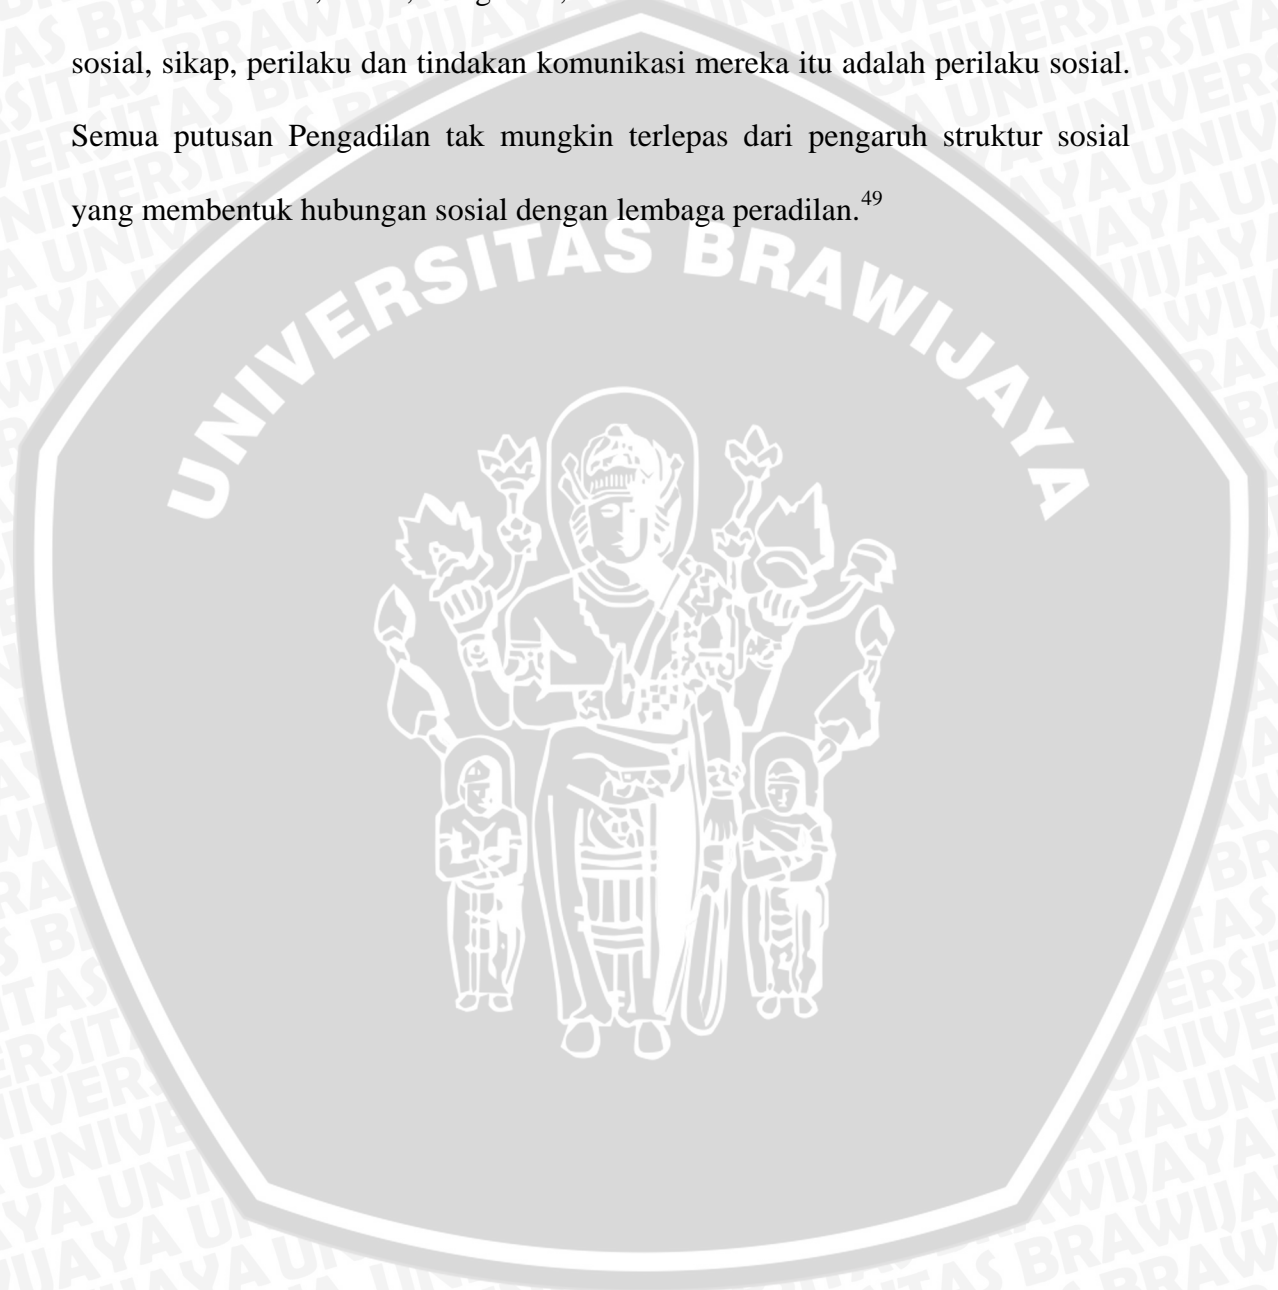 sosial, sikap, perilaku dan tindakan komunikasi mereka itu adalah perilaku sosial.
Semua putusan Pengadilan tak mungkin terlepas dari pengaruh struktur sosial
yang membentuk hubungan sosial dengan lembaga peradilan.49
UNIVERSITAS BRAWIJAYA